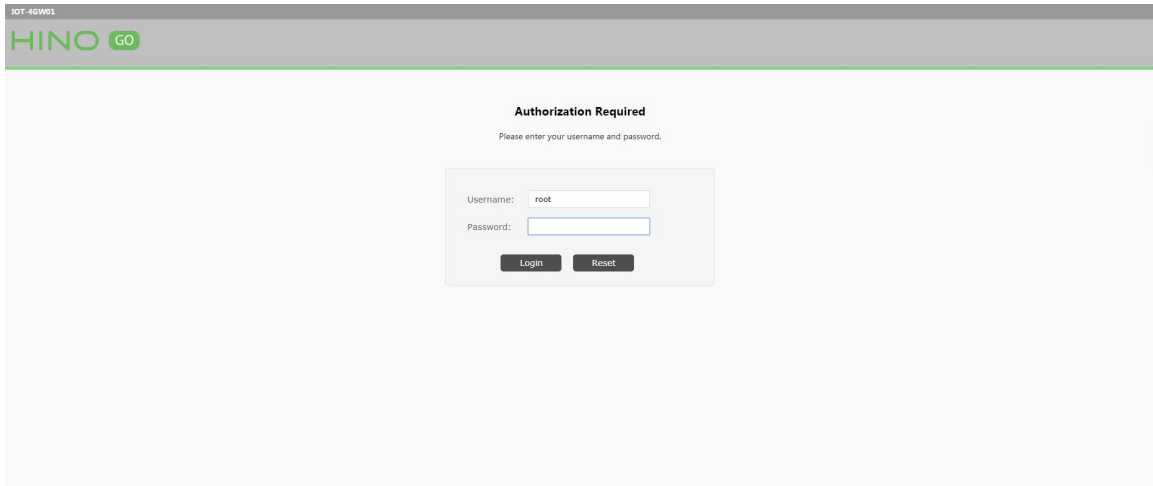 IOT-4GW01
HINO GO
Authorization Required
Please enter your username and password.
Username: root
Password:
Login Reset